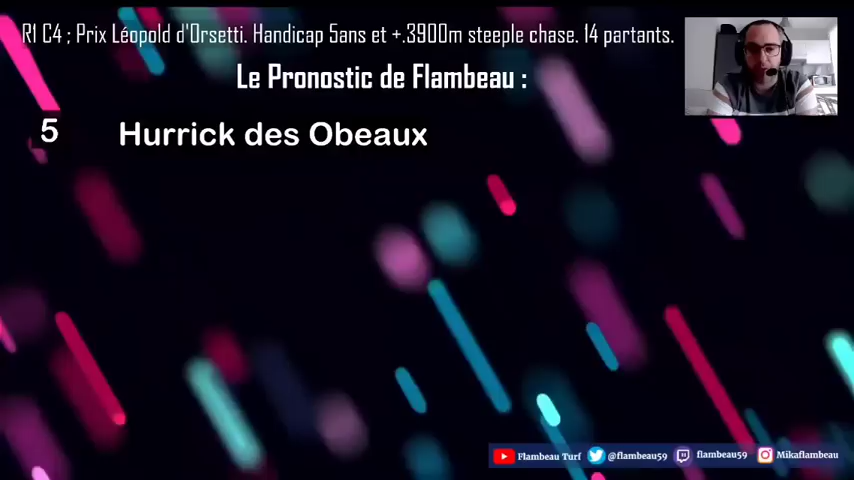 R1 C4 ; Prix Léopold d'Orsetti. Handicap 5ans et +.3900m steeple chase. 14 partants.
Le Pronostic de Flambeau :
5 Hurrick des Obeaux
Flambeau Turf @flambeau59 flambeau59 Mikaflambeau